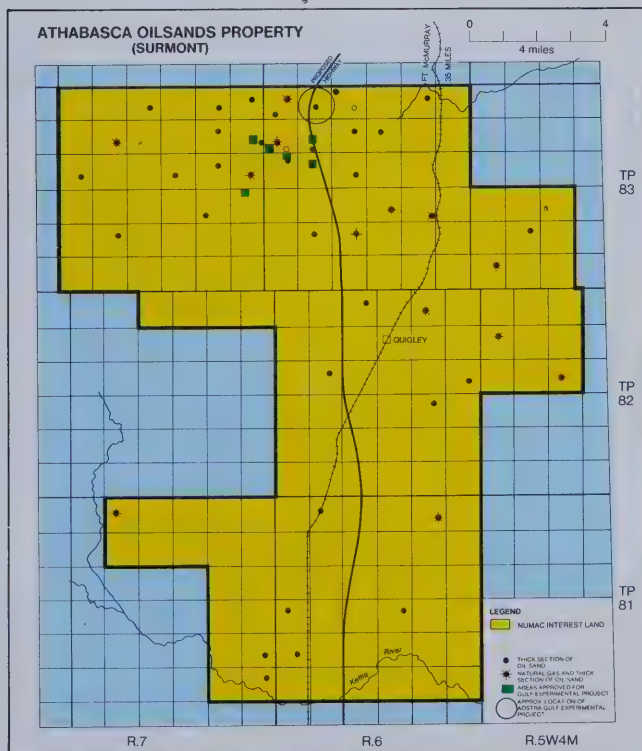 ATHABASCA OILSANDS PROPERTY
(SURMONT)
0 4
4 miles
PROPOSED
HIGHWAY
FT McMURRAY
35 MILES
TP
83
QUIGLEY
TP
82
TP
81
Kettle River
LEGEND
NUMAC INTEREST LAND
THICK SECTION OF
OIL SAND
NATURAL GAS AND THICK
SECTION OF OIL SAND
AREAS APPROVED FOR
GULF EXPERIMENTAL PROJECT
APPROX LOCATION OF
AOSTRA GULF EXPERIMENTAL
PROJECT
R.7 R.6 R.5W4M